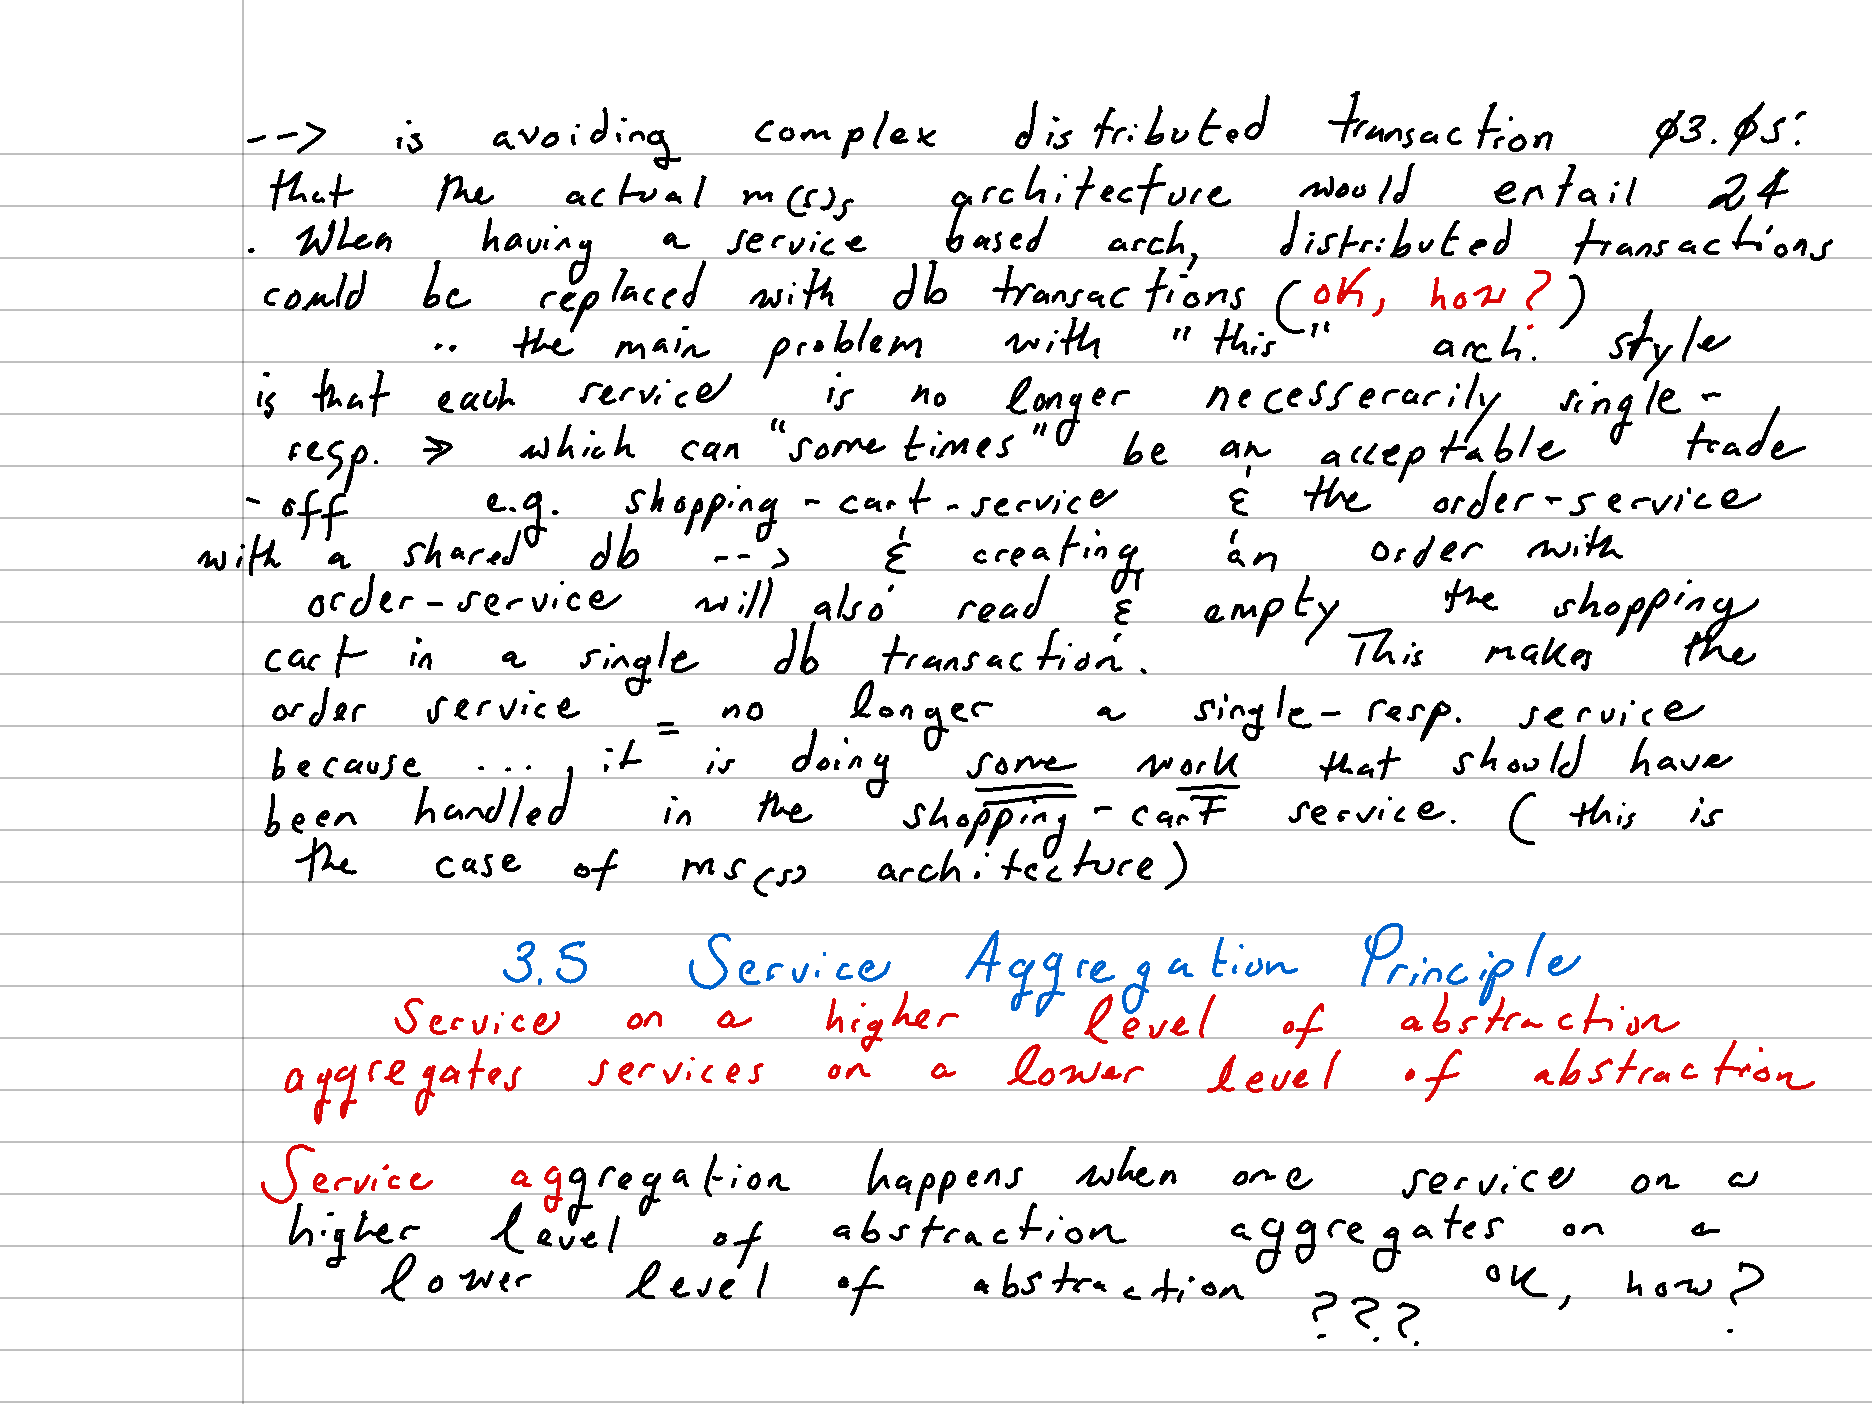 --> is avoiding complex distributed transaction 03.05.
that the actual m(s)s architecture would entail 24
. When having a service based arch, distributed transactions
could be replaced with db transactions (ok, how?)
.. the main problem with "this" arch. style
is that each service is no longer necesserarily single-
resp. => which can "some times" be an acceptable trade
-off e.g. shopping-cart-service & the order-service
with a shared db --> & creating an order with
order-service will also read & empty the shopping
cart in a single db transaction. This makes the
order service = no longer a single-resp. service
because ..., it is doing some work that should have
been handled in the shopping-cart service. (this is
the case of ms(s) architecture)
3.5 Service Aggregation Principle
Service on a higher level of abstraction
aggregates services on a lower level of abstraction
Service aggregation happens when one service on a
higher level of abstraction aggregates on a
lower level of abstraction ??? ok, how?